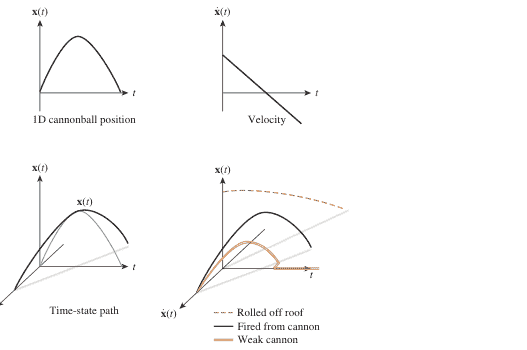 x(t)
t
1D cannonball position
ẋ(t)
t
Velocity
x(t)
x(t)
t
Time-state path
ẋ(t)
t
ẋ(t)
Rolled off roof
Fired from cannon
Weak cannon